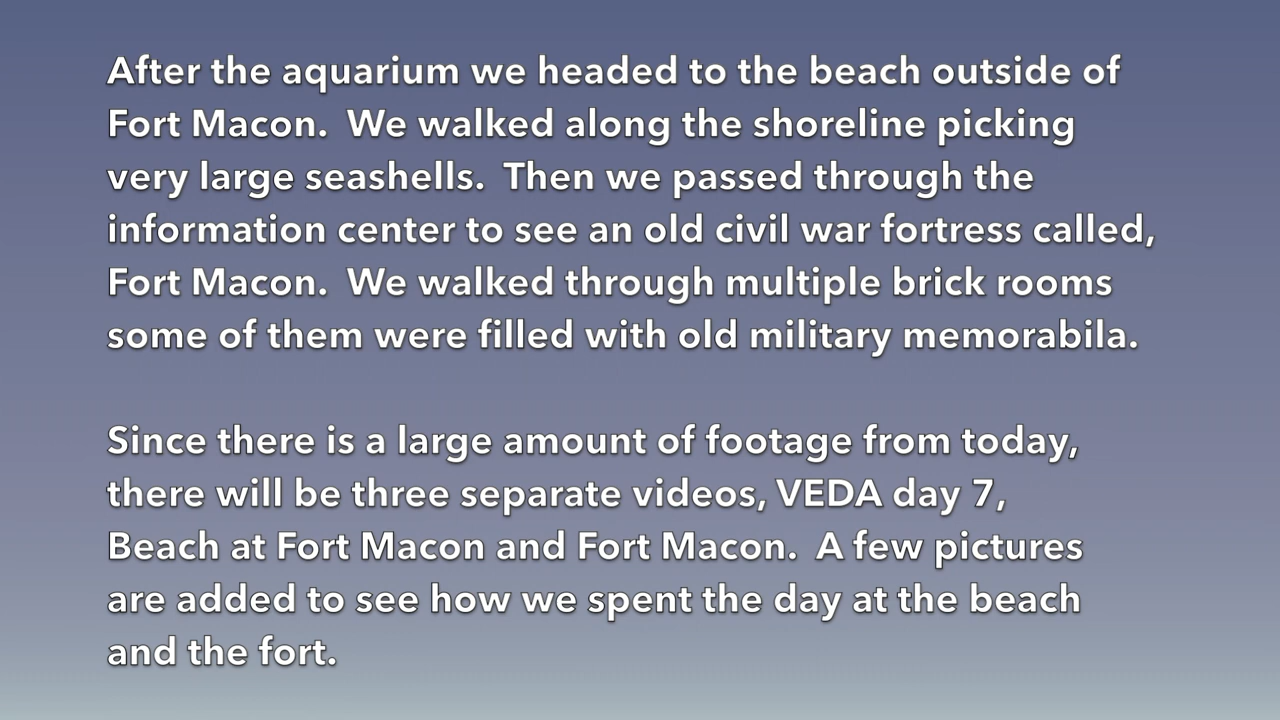 After the aquarium we headed to the beach outside of
Fort Macon.  We walked along the shoreline picking
very large seashells.  Then we passed through the
information center to see an old civil war fortress called,
Fort Macon.  We walked through multiple brick rooms
some of them were filled with old military memorabila.

Since there is a large amount of footage from today,
there will be three separate videos, VEDA day 7,
Beach at Fort Macon and Fort Macon.  A few pictures
are added to see how we spent the day at the beach
and the fort.